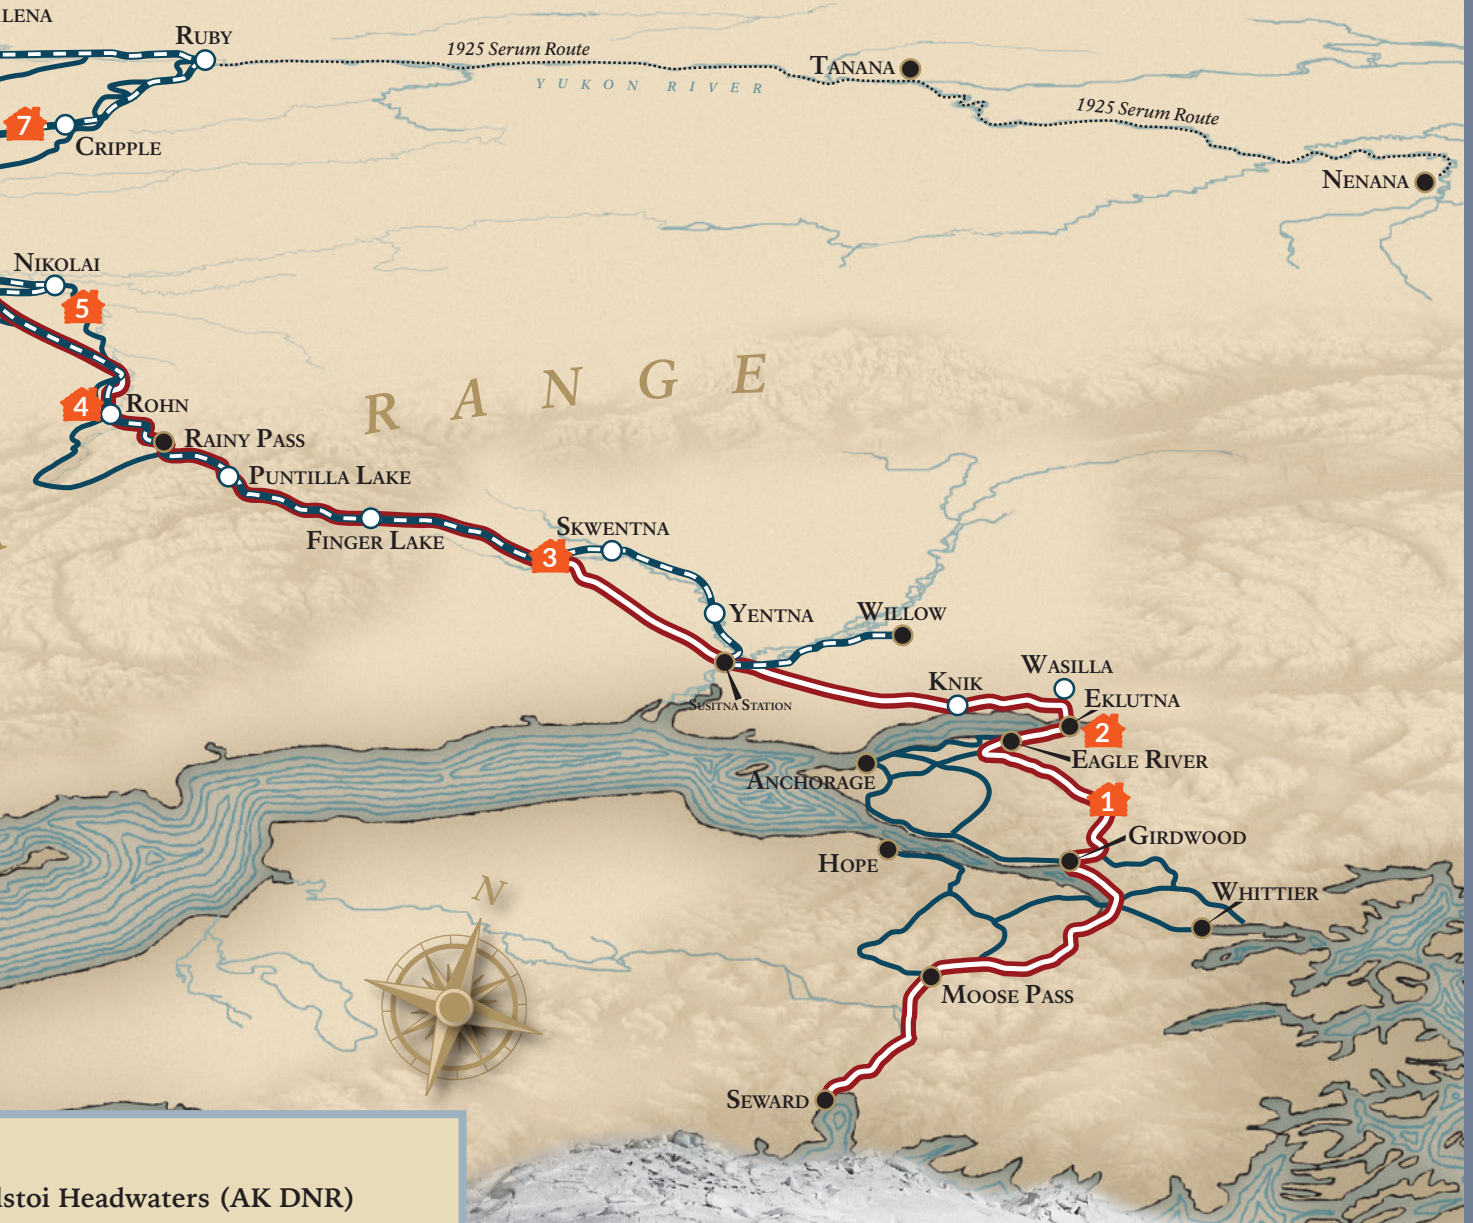 LENA
RUBY
1925 Serum Route
YUKON RIVER
TANANA
1925 Serum Route
7
CRIPPLE
NENANA
NIKOLAI
5
RANGE
4
ROHN
RAINY PASS
PUNTILLA LAKE
FINGER LAKE
SKWENTNA
3
YENTNA
WILLOW
WASILLA
KNIK
EKLUTNA
SUSITNA STATION
2
EAGLE RIVER
ANCHORAGE
1
GIRDWOOD
HOPE
WHITTIER
N
MOOSE PASS
SEWARD
lstoi Headwaters (AK DNR)